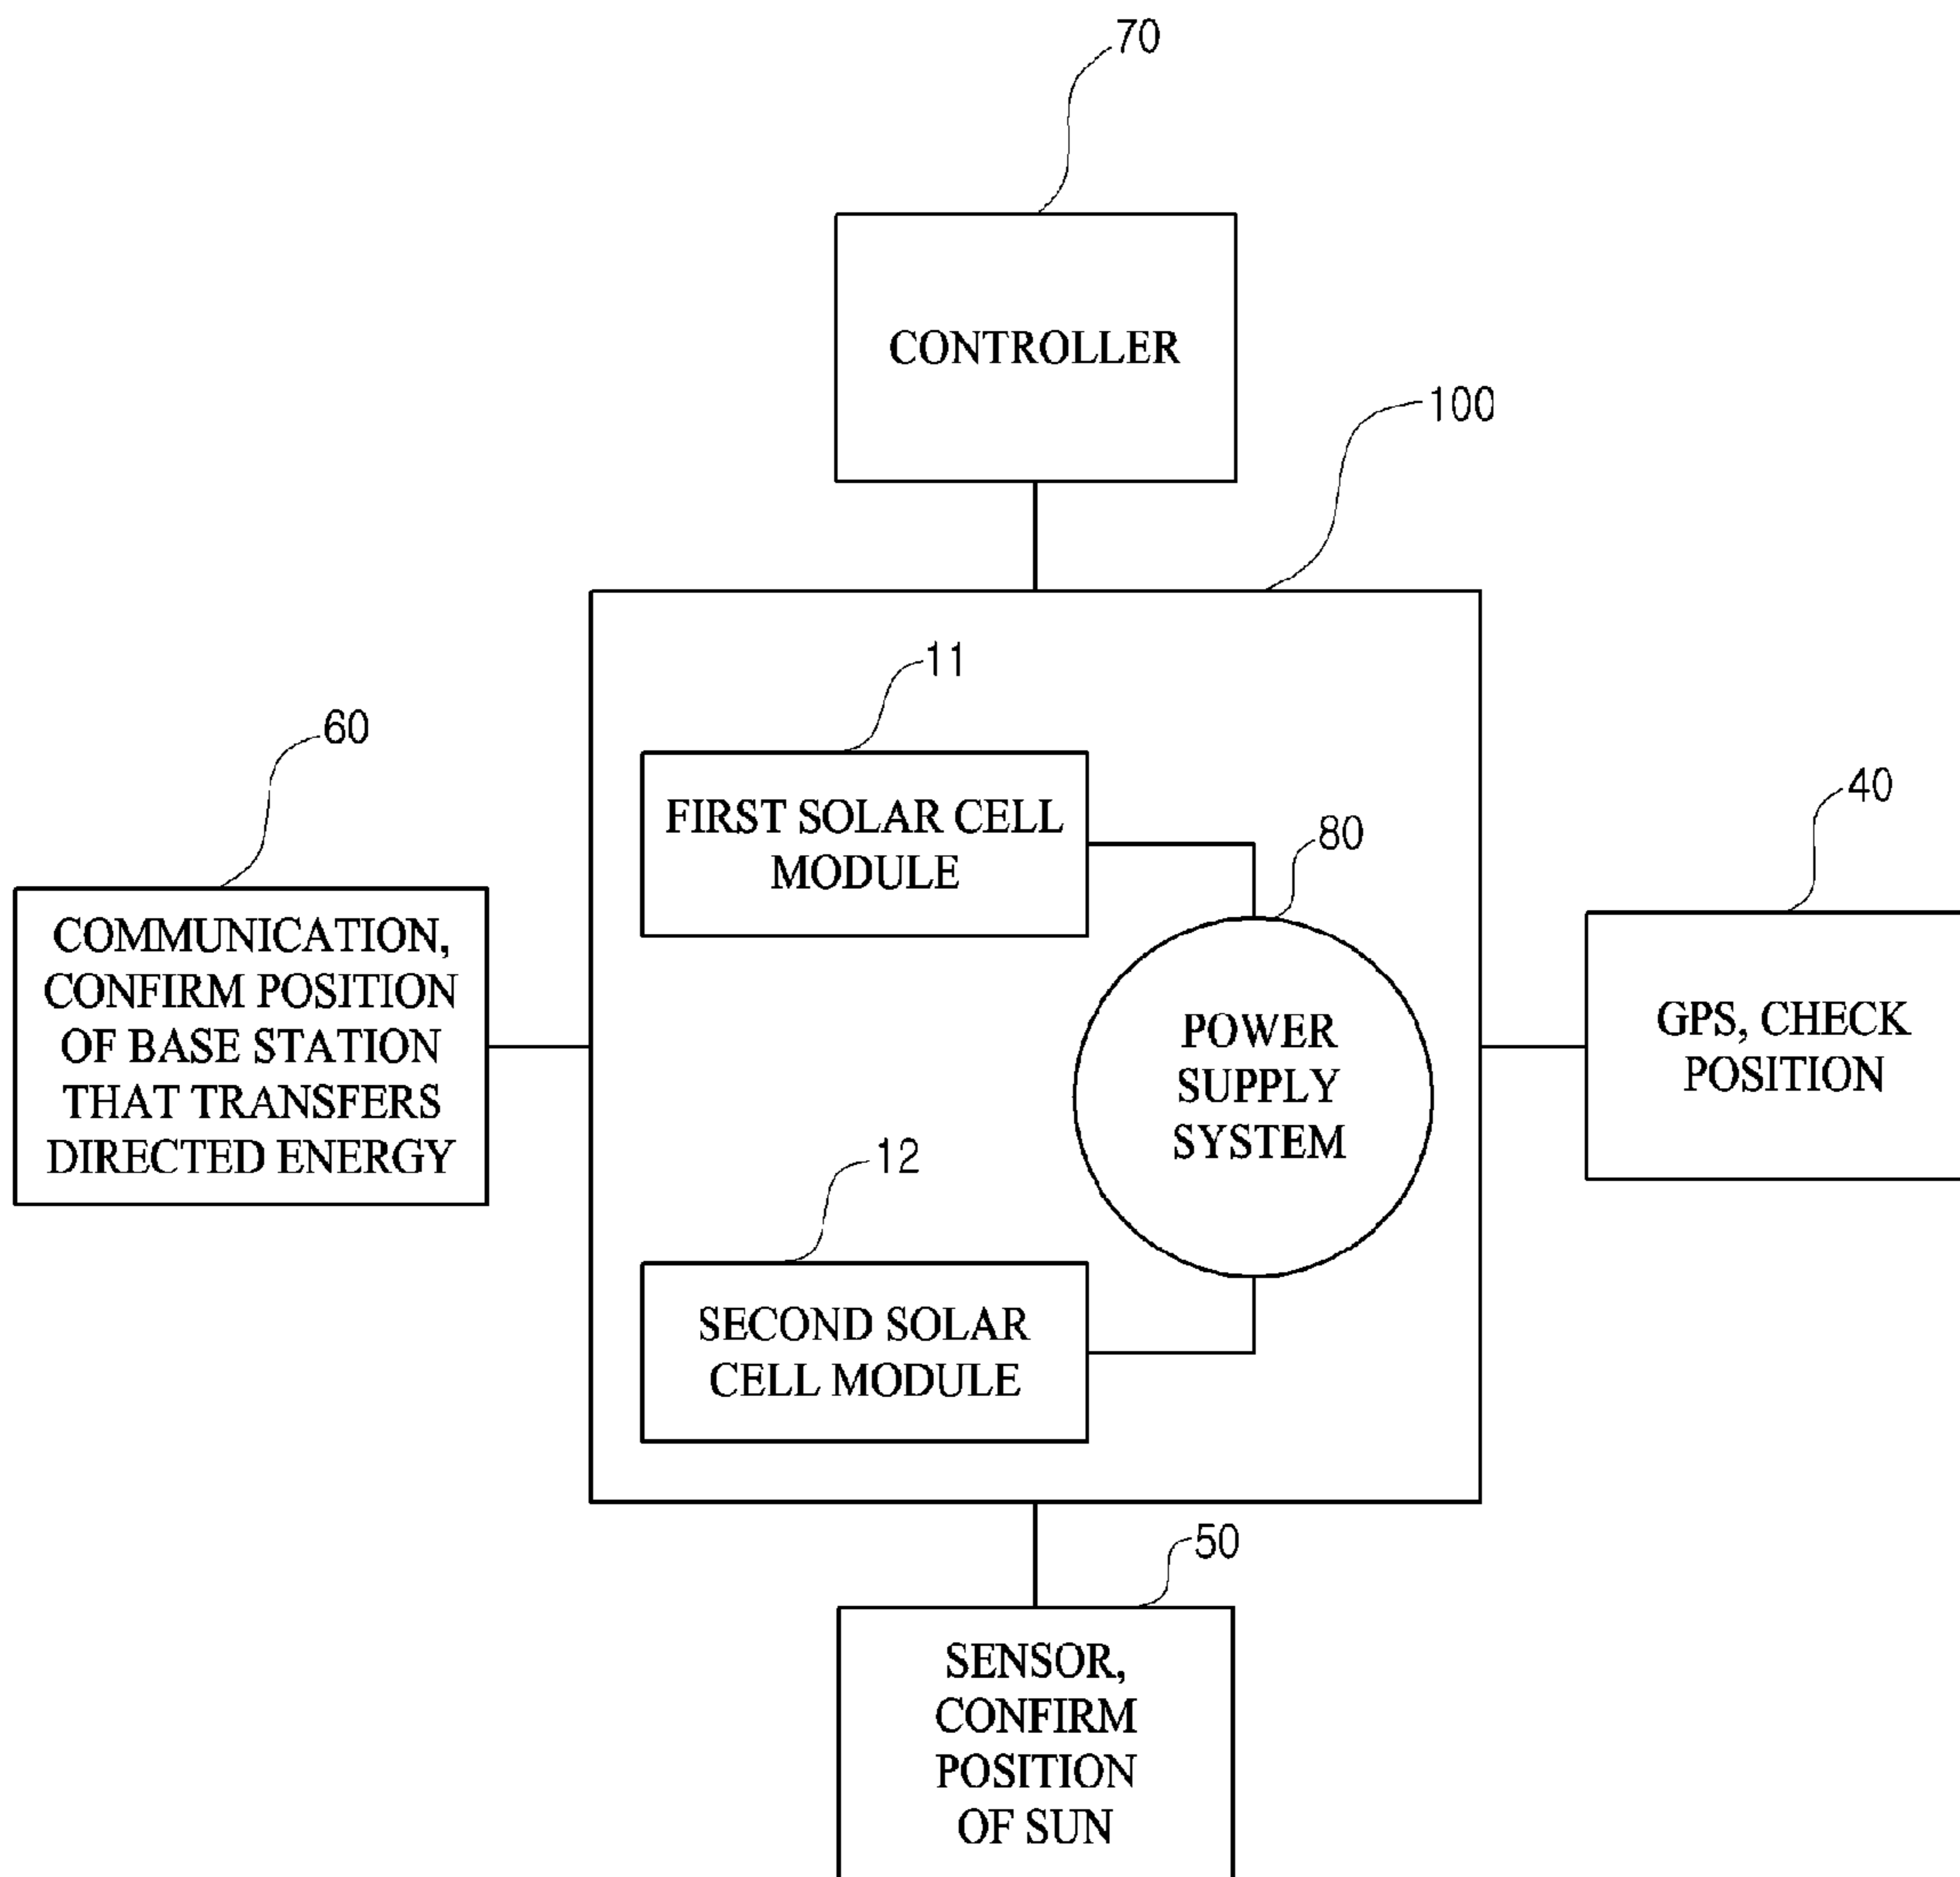 70
CONTROLLER
100
11
FIRST SOLAR CELL
MODULE
60
COMMUNICATION,
CONFIRM POSITION
OF BASE STATION
THAT TRANSFERS
DIRECTED ENERGY
80
POWER
SUPPLY
SYSTEM
40
GPS, CHECK
POSITION
12
SECOND SOLAR
CELL MODULE
50
SENSOR,
CONFIRM
POSITION
OF SUN